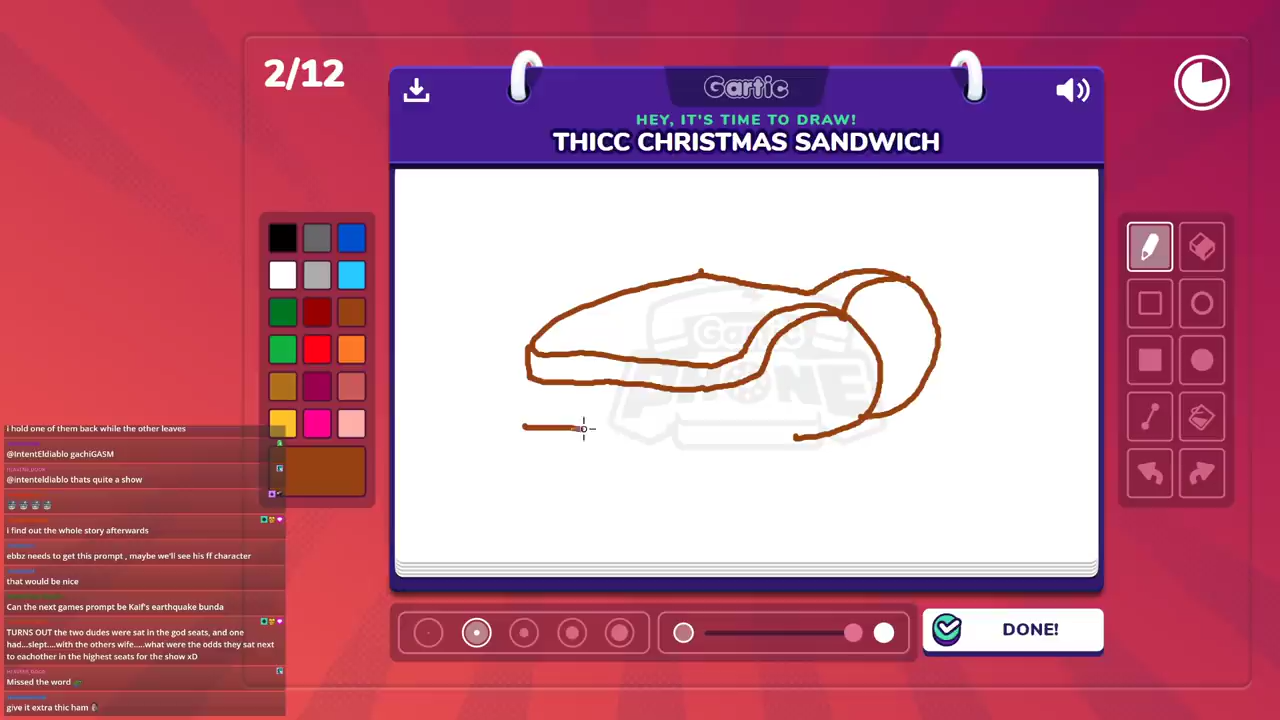 2/12
Gartic
HEY, IT'S TIME TO DRAW!
THICC CHRISTMAS SANDWICH
Gartic
PHONE
i hold one of them back while the other leaves
@IntentEldiablo gachiGASM
@intenteldiablo thats quite a show
i find out the whole story afterwards
ebbz needs to get this prompt , maybe we'll see his ff character
that would be nice
Can the next games prompt be Kaif's earthquake bunda
TURNS OUT the two dudes were sat in the god seats, and one
had...slept....with the others wife.....what were the odds they sat next
to eachother in the highest seats for the show xD
Missed the word
give it extra thic ham
DONE!